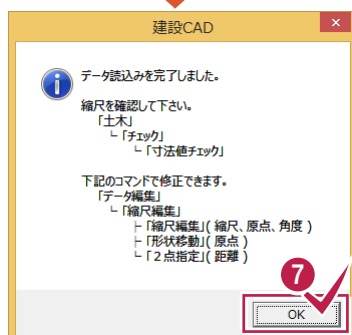 建設CAD
データ読込みを完了しました。
縮尺を確認して下さい。
「土木」
└「チェック」
└「寸法値チェック」
下記のコマンドで修正できます。
「データ編集」
└「縮尺編集」
├「縮尺編集」( 縮尺、原点、角度 )
├「形状移動」( 原点 )
└「２点指定」( 距離 )
7
OK